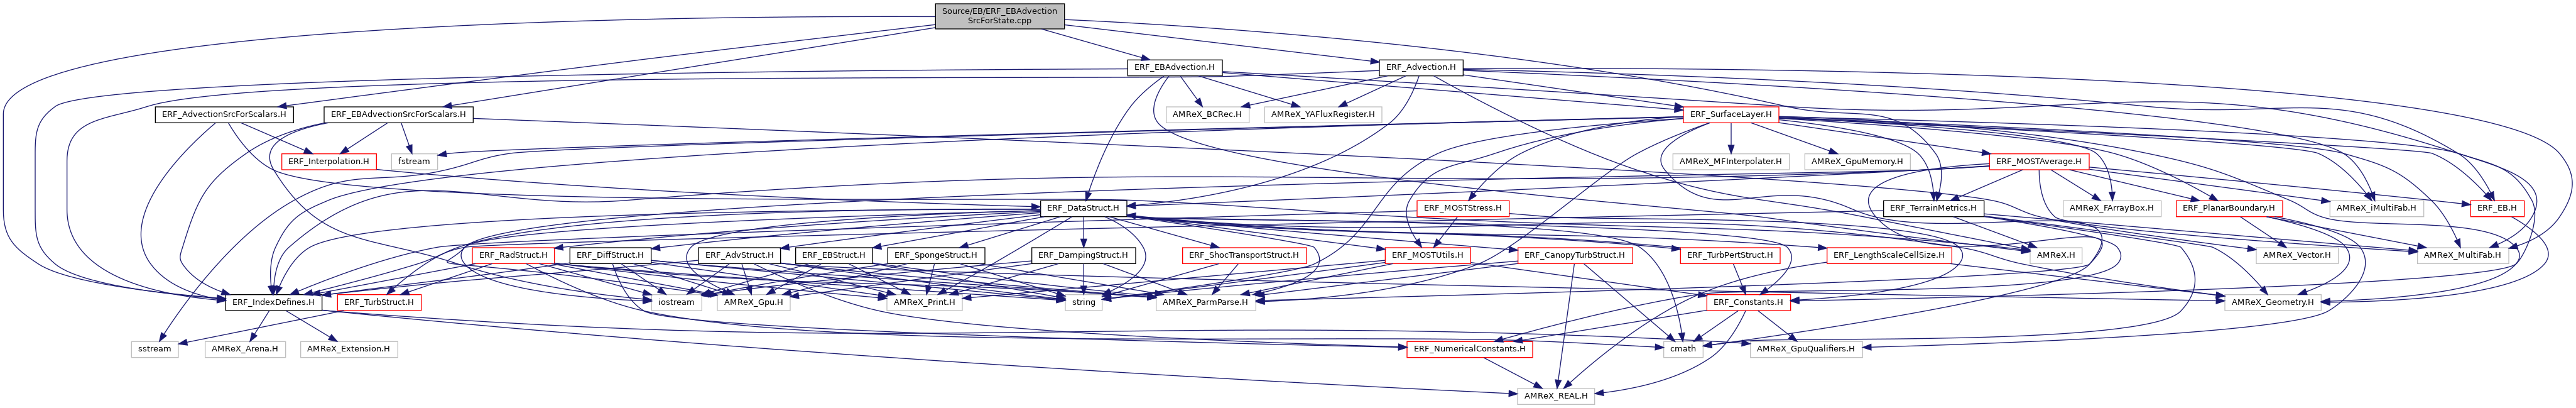 Source/EB/ERF_EBAdvection
SrcForState.cpp
ERF_EBAdvection.H
ERF_Advection.H
ERF_AdvectionSrcForScalars.H
ERF_EBAdvectionSrcForScalars.H
AMReX_BCRec.H
AMReX_YAFluxRegister.H
ERF_SurfaceLayer.H
ERF_Interpolation.H
fstream
AMReX_MFInterpolater.H
AMReX_GpuMemory.H
ERF_MOSTAverage.H
ERF_DataStruct.H
ERF_MOSTStress.H
ERF_TerrainMetrics.H
AMReX_FArrayBox.H
ERF_PlanarBoundary.H
AMReX_iMultiFab.H
ERF_EB.H
ERF_RadStruct.H
ERF_DiffStruct.H
ERF_AdvStruct.H
ERF_EBStruct.H
ERF_SpongeStruct.H
ERF_DampingStruct.H
ERF_ShocTransportStruct.H
ERF_MOSTUtils.H
ERF_CanopyTurbStruct.H
ERF_TurbPertStruct.H
ERF_LengthScaleCellSize.H
AMReX.H
AMReX_Vector.H
AMReX_MultiFab.H
ERF_IndexDefines.H
ERF_TurbStruct.H
iostream
AMReX_Gpu.H
AMReX_Print.H
string
AMReX_ParmParse.H
ERF_Constants.H
AMReX_Geometry.H
sstream
AMReX_Arena.H
AMReX_Extension.H
ERF_NumericalConstants.H
cmath
AMReX_GpuQualifiers.H
AMReX_REAL.H